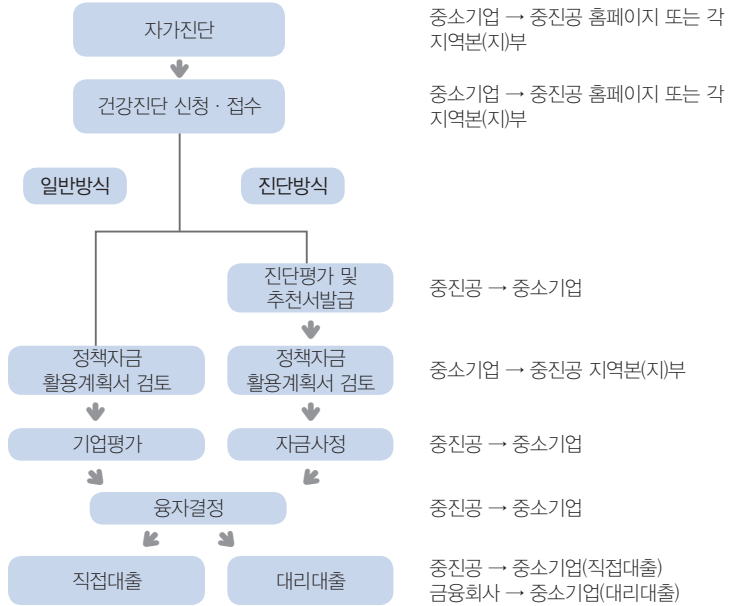 자가진단
중소기업 → 중진공 홈페이지 또는 각
지역본(지)부
건강진단 신청 · 접수
중소기업 → 중진공 홈페이지 또는 각
지역본(지)부
일반방식
진단방식
진단평가 및
추천서발급
중진공 → 중소기업
정책자금
활용계획서 검토
정책자금
활용계획서 검토
중소기업 → 중진공 지역본(지)부
기업평가
자금사정
중진공 → 중소기업
융자결정
중진공 → 중소기업
직접대출
대리대출
중진공 → 중소기업(직접대출)
금융회사 → 중소기업(대리대출)